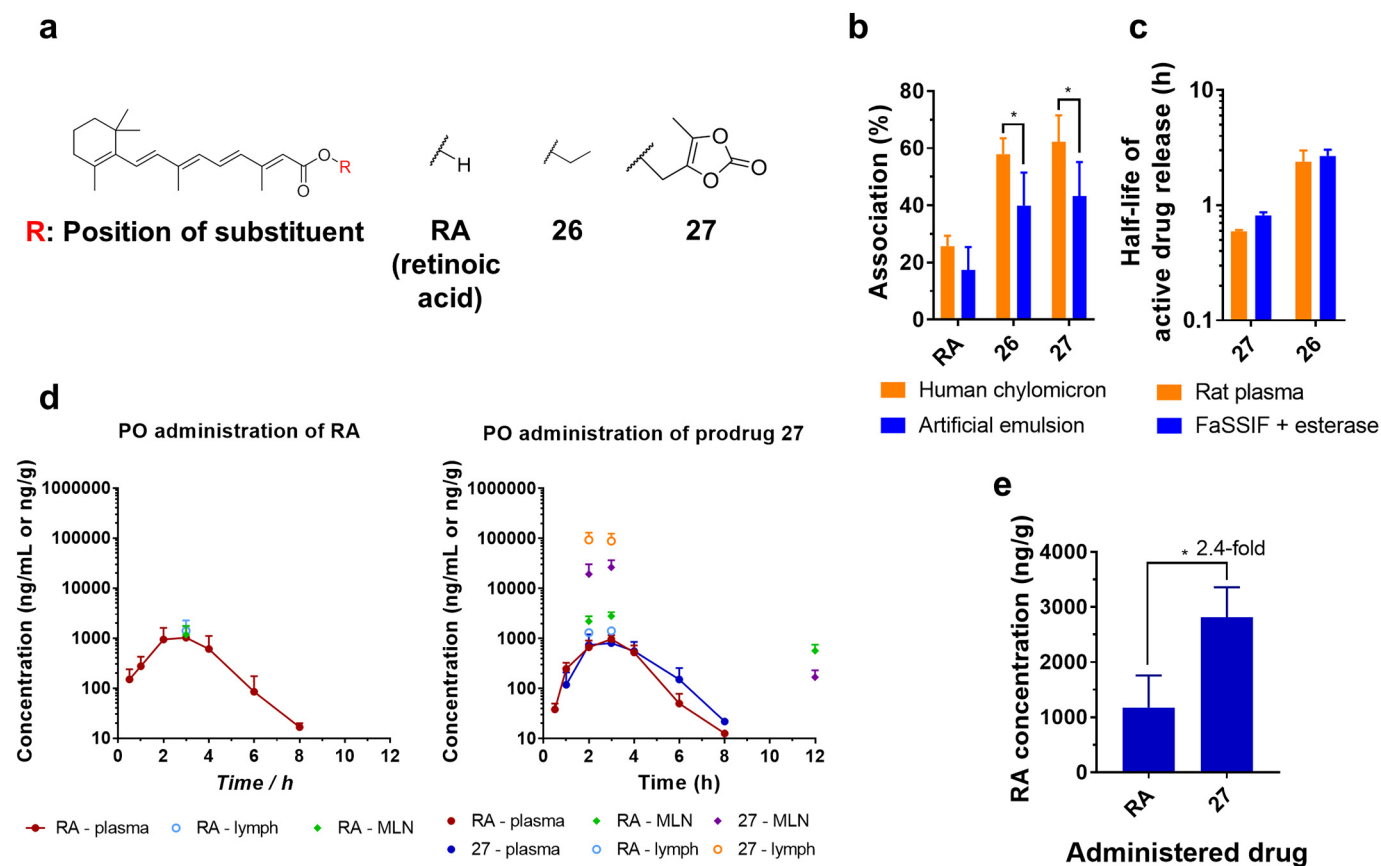 a
O
R
O
H
O
O
O
R: Position of substituent
RA
(retinoic
acid)
26
27
b
Association (%)
80
60
40
20
0
*
*
RA
26
27
Human chylomicron
Artificial emulsion
c
Half-life of
active drug release (h)
10
1
0.1
27
26
Rat plasma
FaSSIF + esterase
d
PO administration of RA
Concentration (ng/mL or ng/g)
1000000
100000
10000
1000
100
10
0 2 4 6 8 10 12
Time / h
RA - plasma RA - lymph RA - MLN
PO administration of prodrug 27
Concentration (ng/mL or ng/g)
1000000
100000
10000
1000
100
10
0 2 4 6 8 10 12
Time (h)
RA - plasma RA - MLN 27 - MLN
27 - plasma RA - lymph 27 - lymph
e
RA concentration (ng/g)
4000
3000
2000
1000
0
* 2.4-fold
RA
27
Administered drug